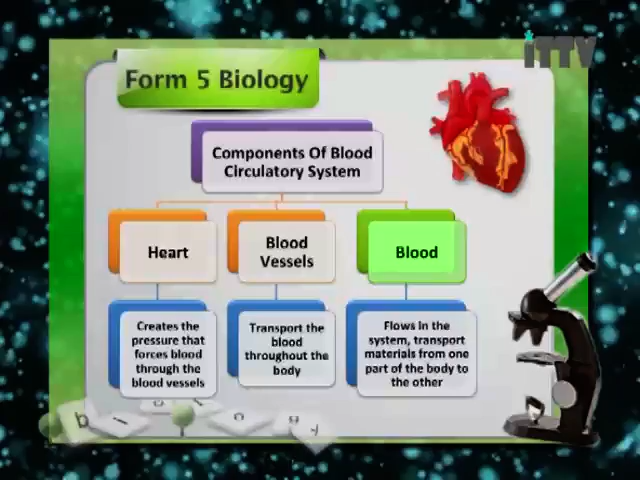 iTTV
Form 5 Biology
Components Of Blood
Circulatory System
Heart
Blood
Vessels
Blood
Creates the
pressure that
forces blood
through the
blood vessels
Transport the
blood
throughout the
body
Flows in the
system, transport
materials from one
part of the body to
the other